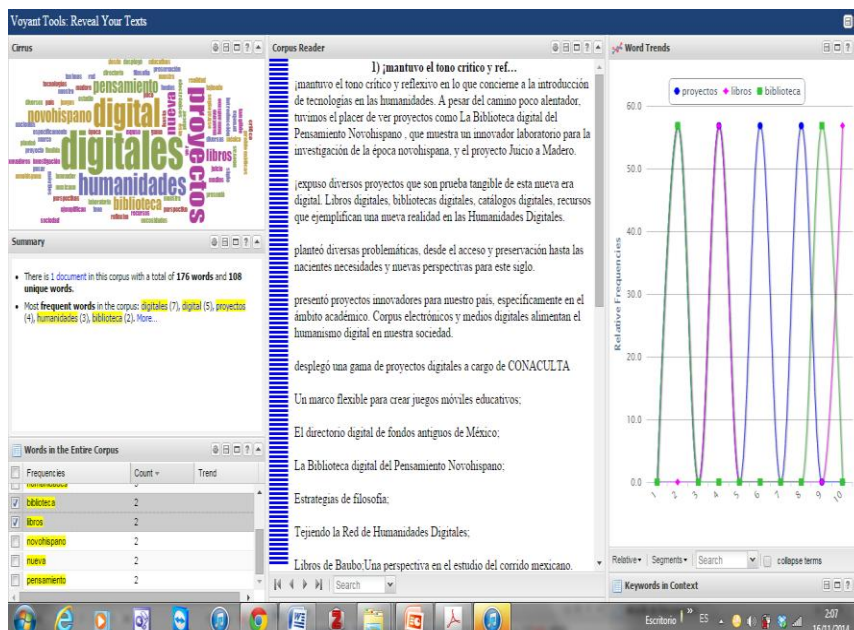 Voyant Tools: Reveal Your Texts
Cirrus
digitales
digital
proyectos
humanidades
novohispano
pensamiento
nueva
libros
biblioteca
Summary
There is 1 document in this corpus with a total of 176 words and 108
unique words.
Most frequent words in the corpus: digitales (7), digital (5), proyectos
(4), humanidades (3), biblioteca (2). More...
Words in the Entire Corpus
Frequencies Count Trend
biblioteca 2
libros 2
novohispano 2
nueva 2
pensamiento 2
Corpus Reader
1) ¡mantuvo el tono critico y ref...
¡mantuvo el tono critico y reflexivo en lo que concierne a la introducción
de tecnologías en las humanidades. A pesar del camino poco alentador,
tuvimos el placer de ver proyectos como La Biblioteca digital del
Pensamiento Novohispano , que muestra un innovador laboratorio para la
investigación de la época novohispana, y el proyecto Juicio a Madero.
¡expuso diversos proyectos que son prueba tangible de esta nueva era
digital. Libros digitales, bibliotecas digitales, catálogos digitales, recursos
que ejemplifican una nueva realidad en las Humanidades Digitales.
planteó diversas problemáticas, desde el acceso y preservación hasta las
nacientes necesidades y nuevas perspectivas para este siglo.
presentó proyectos innovadores para nuestro país, específicamente en el
ámbito académico. Corpus electrónicos y medios digitales alimentan el
humanismo digital en nuestra sociedad.
desplegó una gama de proyectos digitales a cargo de CONACULTA
Un marco flexible para crear juegos móviles educativos;
El directorio digital de fondos antiguos de México;
La Biblioteca digital del Pensamiento Novohispano;
Estrategias de filosofía;
Tejiendo la Red de Humanidades Digitales;
Libros de Baubo;Una perspectiva en el estudio del corrido mexicano.
Search
Word Trends
proyectos libros biblioteca
60.0
50.0
40.0
30.0
20.0
10.0
0.0
Relative Frequencies
1 2 3 4 5 6 7 8 9 10
Relative Segments Search collapse terms
Keywords in Context
Escritorio ES 2:07
16/11/2014